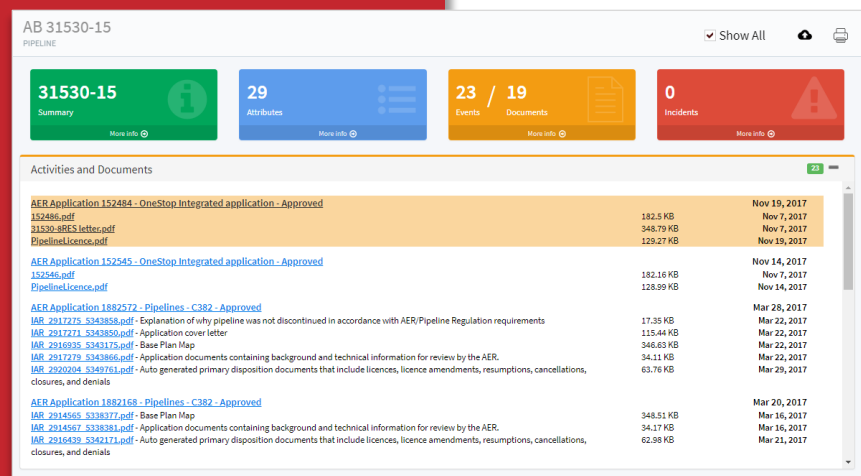 AB 31530-15
PIPELINE
Show All
31530-15
Summary
More info
29
Attributes
More info
23 / 19
Events Documents
More info
0
Incidents
More info
Activities and Documents
23
AER Application 152484 - OneStop Integrated application - Approved Nov 19, 2017
152486.pdf 182.5 KB Nov 7, 2017
31530-8RES letter.pdf 348.79 KB Nov 7, 2017
PipelineLicence.pdf 129.27 KB Nov 19, 2017
AER Application 152545 - OneStop Integrated application - Approved Nov 14, 2017
152546.pdf 182.16 KB Nov 7, 2017
PipelineLicence.pdf 128.99 KB Nov 14, 2017
AER Application 1882572 - Pipelines - C382 - Approved Mar 28, 2017
IAR_2917275_5343858.pdf - Explanation of why pipeline was not discontinued in accordance with AER/Pipeline Regulation requirements 17.35 KB Mar 22, 2017
IAR_2917271_5343850.pdf - Application cover letter 115.44 KB Mar 22, 2017
IAR_2916935_5343175.pdf - Base Plan Map 346.63 KB Mar 22, 2017
IAR_2917279_5343866.pdf - Application documents containing background and technical information for review by the AER. 34.11 KB Mar 22, 2017
IAR_2920204_5349761.pdf - Auto generated primary disposition documents that include licences, licence amendments, resumptions, cancellations, 63.76 KB Mar 29, 2017
closures, and denials
AER Application 1882168 - Pipelines - C382 - Approved Mar 20, 2017
IAR_2914565_5338377.pdf - Base Plan Map 348.51 KB Mar 16, 2017
IAR_2914567_5338381.pdf - Application documents containing background and technical information for review by the AER. 34.17 KB Mar 16, 2017
IAR_2916439_5342171.pdf - Auto generated primary disposition documents that include licences, licence amendments, resumptions, cancellations, 62.98 KB Mar 21, 2017
closures, and denials